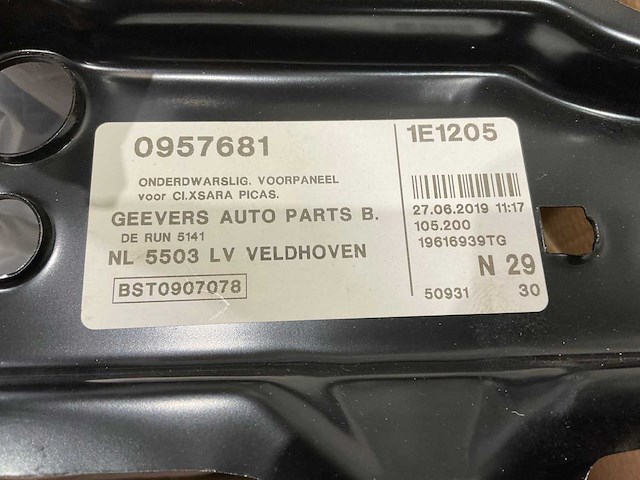 0957681
ONDERDWARSLIG. VOORPANEEL
voor CI.XSARA PICAS.
GEEVERS AUTO PARTS B.
DE RUN 5141
NL 5503 LV VELDHOVEN
BST0907078
1E1205
27.06.2019 11:17
105.200
19616939TG
N 29
50931 30